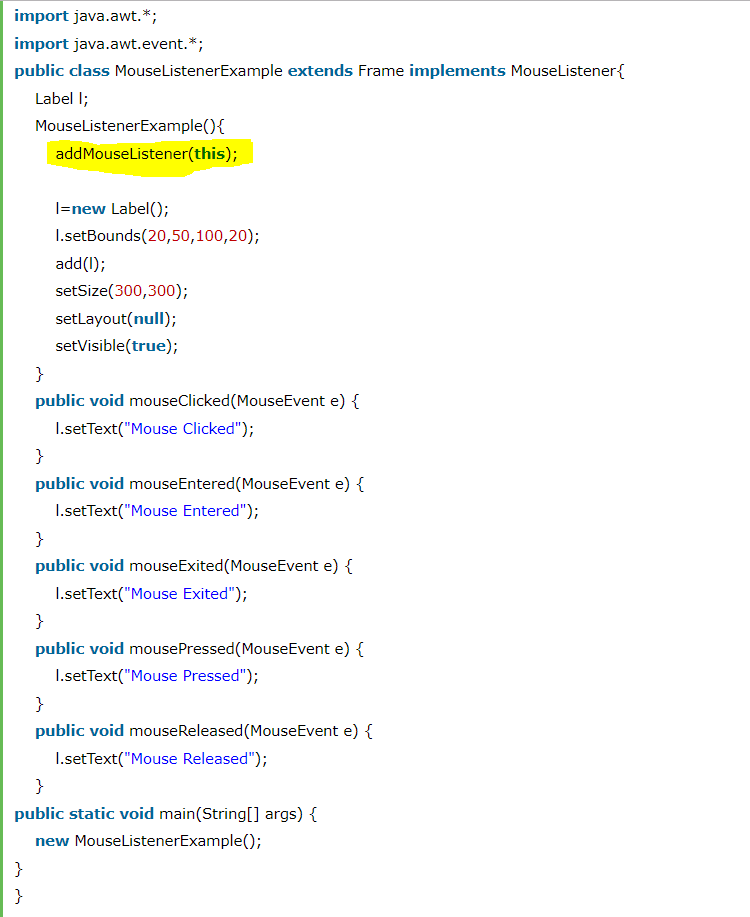 import java.awt.*;
import java.awt.event.*;
public class MouseListenerExample extends Frame implements MouseListener{
    Label l;
    MouseListenerExample(){
        addMouseListener(this);

        l=new Label();
        l.setBounds(20,50,100,20);
        add(l);
        setSize(300,300);
        setLayout(null);
        setVisible(true);
    }
    public void mouseClicked(MouseEvent e) {
        l.setText("Mouse Clicked");
    }
    public void mouseEntered(MouseEvent e) {
        l.setText("Mouse Entered");
    }
    public void mouseExited(MouseEvent e) {
        l.setText("Mouse Exited");
    }
    public void mousePressed(MouseEvent e) {
        l.setText("Mouse Pressed");
    }
    public void mouseReleased(MouseEvent e) {
        l.setText("Mouse Released");
    }
public static void main(String[] args) {
    new MouseListenerExample();
}
}